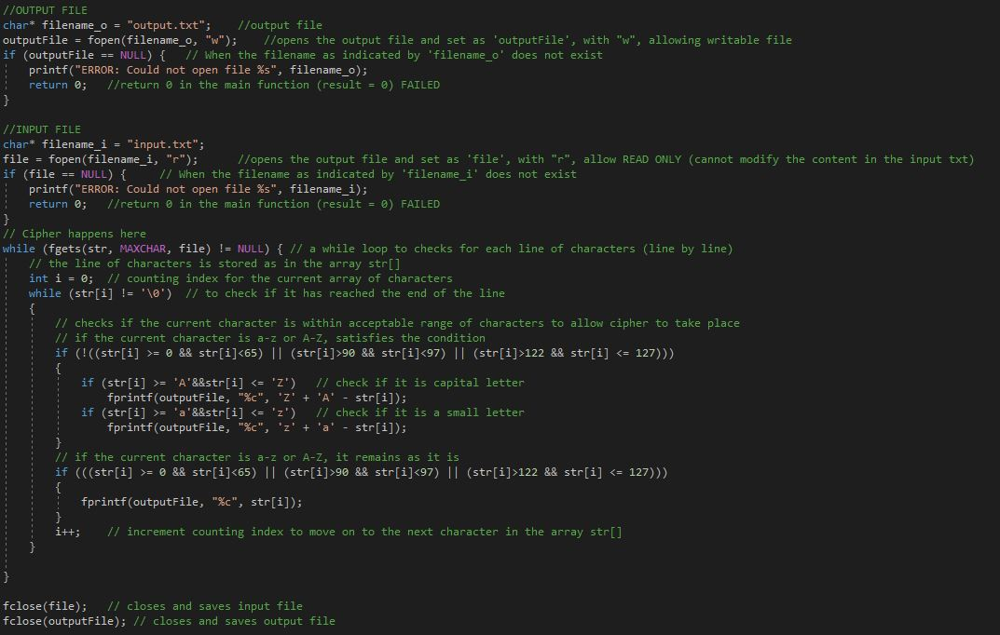 //OUTPUT FILE
char* filename_o = "output.txt";    //output file
outputFile = fopen(filename_o, "w");    //opens the output file and set as 'outputFile', with "w", allowing writable file
if (outputFile == NULL) {   // When the filename as indicated by 'filename_o' does not exist
    printf("ERROR: Could not open file %s", filename_o);
    return 0;   //return 0 in the main function (result = 0) FAILED
}

//INPUT FILE
char* filename_i = "input.txt";
file = fopen(filename_i, "r");      //opens the output file and set as 'file', with "r", allow READ ONLY (cannot modify the content in the input txt)
if (file == NULL) {     // When the filename as indicated by 'filename_i' does not exist
    printf("ERROR: Could not open file %s", filename_i);
    return 0;   //return 0 in the main function (result = 0) FAILED
}
// Cipher happens here
while (fgets(str, MAXCHAR, file) != NULL) { // a while loop to checks for each line of characters (line by line)
    // the line of characters is stored as in the array str[]
    int i = 0;  // counting index for the current array of characters
    while (str[i] != '\0')  // to check if it has reached the end of the line
    {
        // checks if the current character is within acceptable range of characters to allow cipher to take place
        // if the current character is a-z or A-Z, satisfies the condition
        if (!((str[i] >= 0 && str[i]<65) || (str[i]>90 && str[i]<97) || (str[i]>122 && str[i] <= 127)))
        {
            if (str[i] >= 'A'&&str[i] <= 'Z')   // check if it is capital letter
                fprintf(outputFile, "%c", 'Z' + 'A' - str[i]);
            if (str[i] >= 'a'&&str[i] <= 'z')   // check if it is a small letter
                fprintf(outputFile, "%c", 'z' + 'a' - str[i]);
        }
        // if the current character is a-z or A-Z, it remains as it is
        if (((str[i] >= 0 && str[i]<65) || (str[i]>90 && str[i]<97) || (str[i]>122 && str[i] <= 127)))
        {
            fprintf(outputFile, "%c", str[i]);
        }
        i++;    // increment counting index to move on to the next character in the array str[]
    }

}

fclose(file);   // closes and saves input file
fclose(outputFile); // closes and saves output file